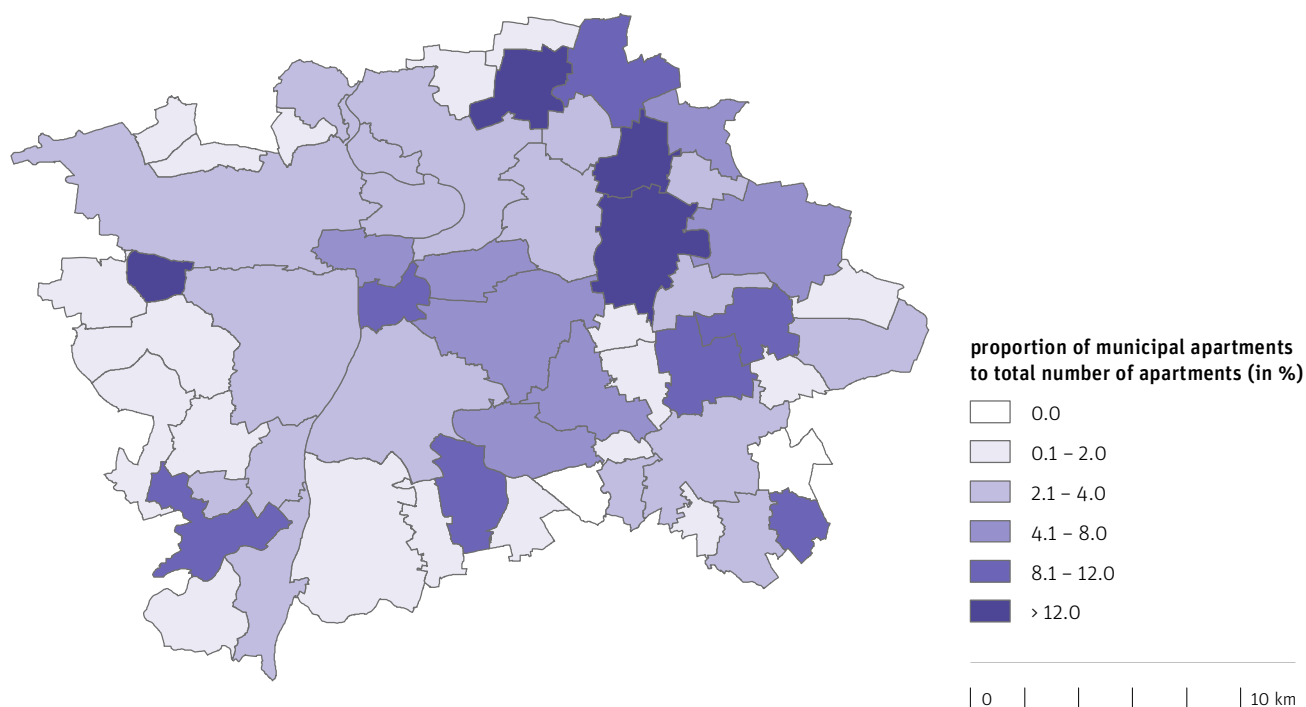 proportion of municipal apartments
to total number of apartments (in %)
0.0
0.1 – 2.0
2.1 – 4.0
4.1 – 8.0
8.1 – 12.0
> 12.0
0 10 km